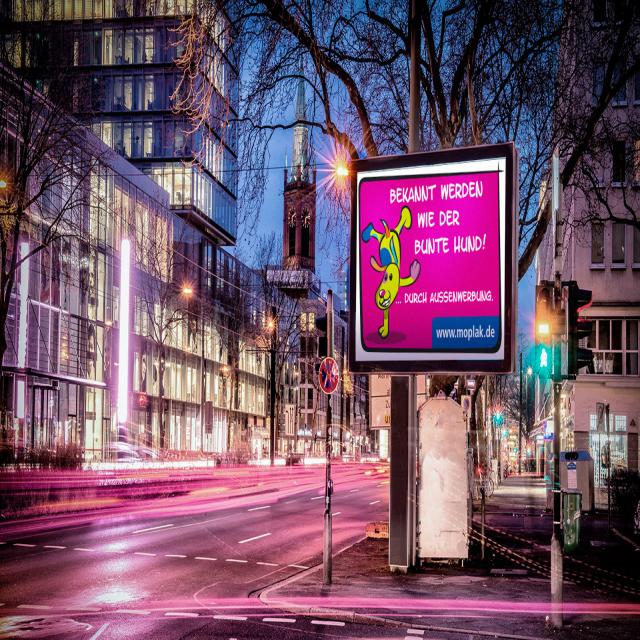 BEKANNT WERDEN
WIE DER
BUNTE HUND!
... DURCH AUSSENWERBUNG.
www.moplak.de